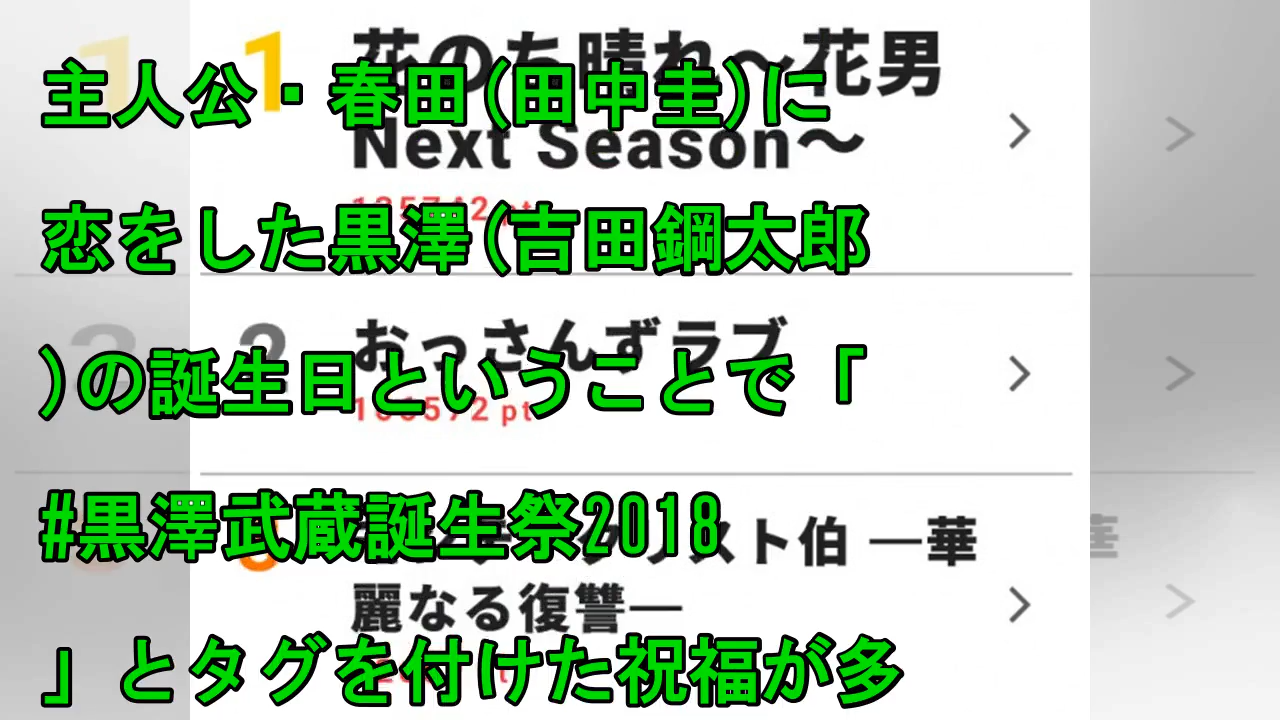 1 花のち晴れ～花男
主人公・春田(田中圭)に
Next Season～
恋をした黒澤(吉田鋼太郎
2 おっさんずラブ
)の誕生日ということで「
pt
#黒澤武蔵誕生祭2018
伯 ―華
麗なる復讐―
」とタグを付けた祝福が多